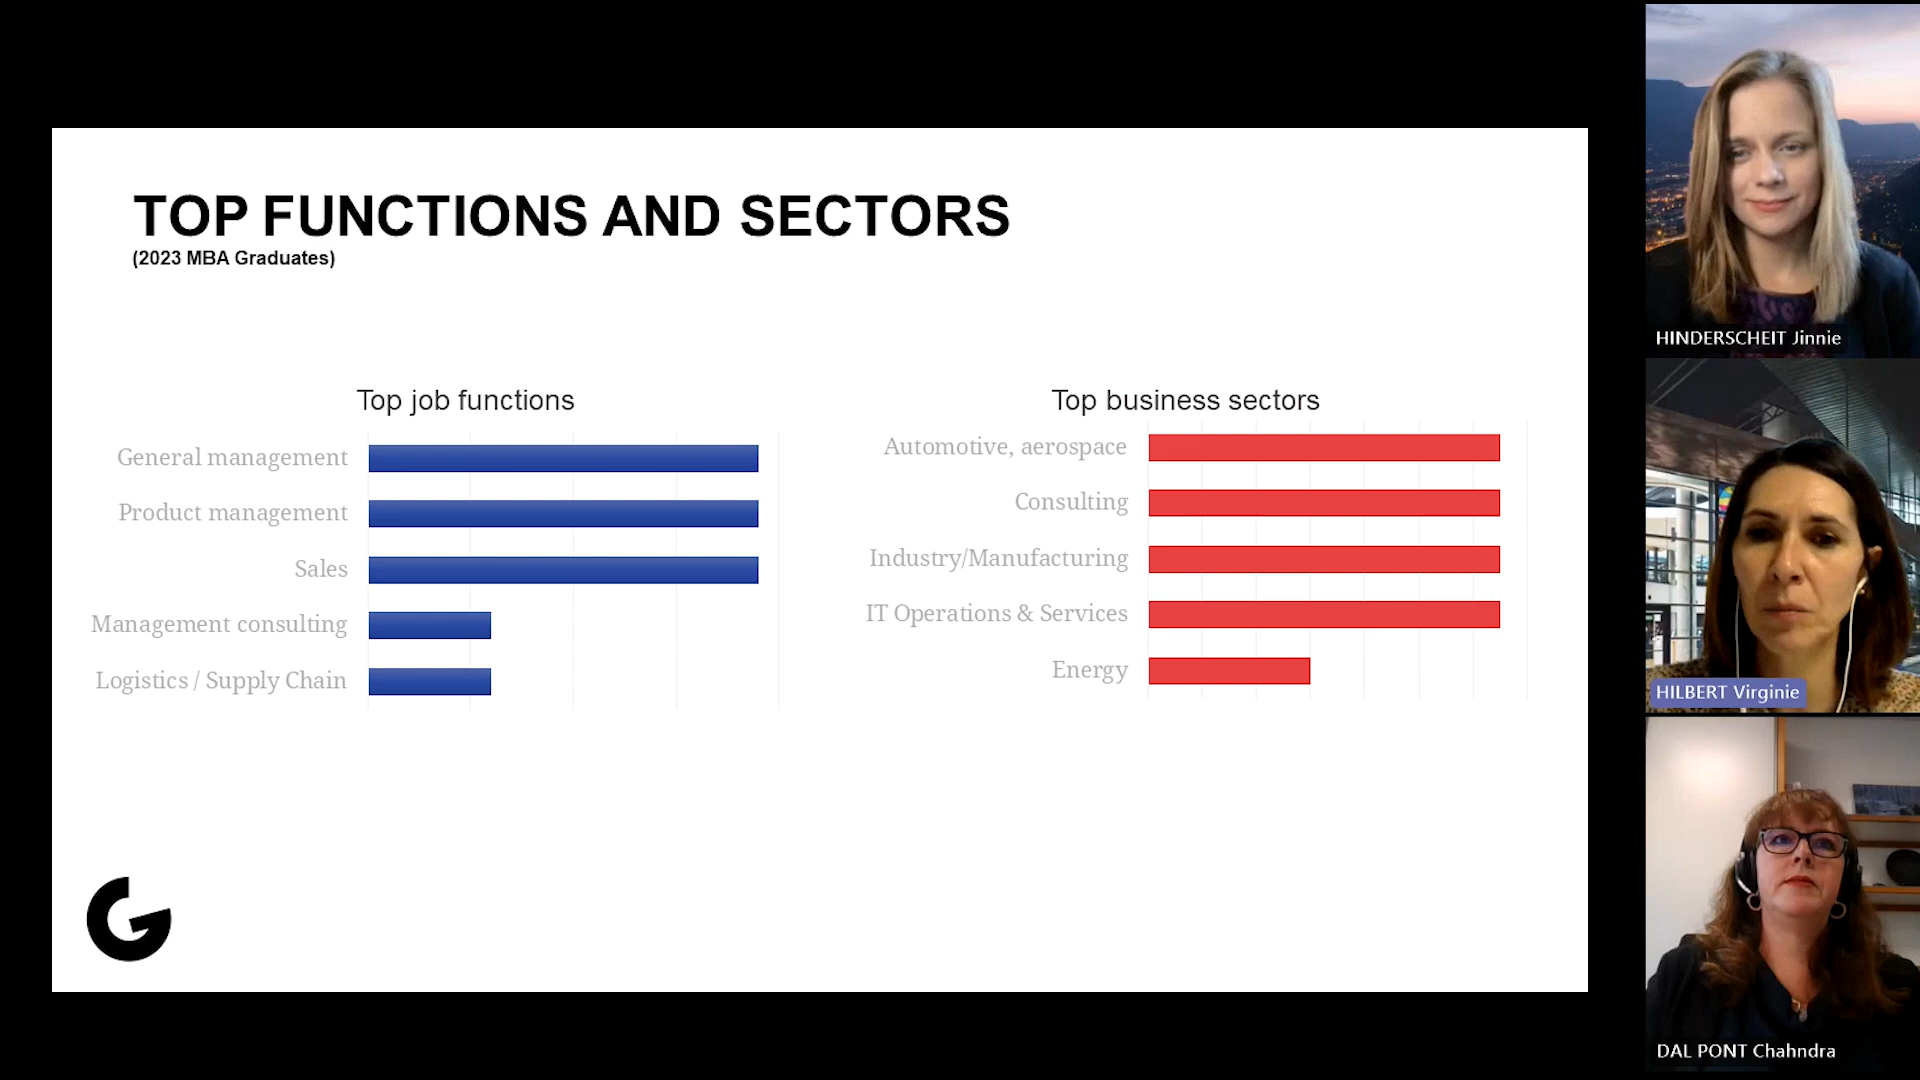 TOP FUNCTIONS AND SECTORS
(2023 MBA Graduates)
Top job functions
General management
Product management
Sales
Management consulting
Logistics / Supply Chain
Top business sectors
Automotive, aerospace
Consulting
Industry/Manufacturing
IT Operations & Services
Energy
HINDERSCHEIT Jinnie
HILBERT Virginie
DAL PONT Chahndra